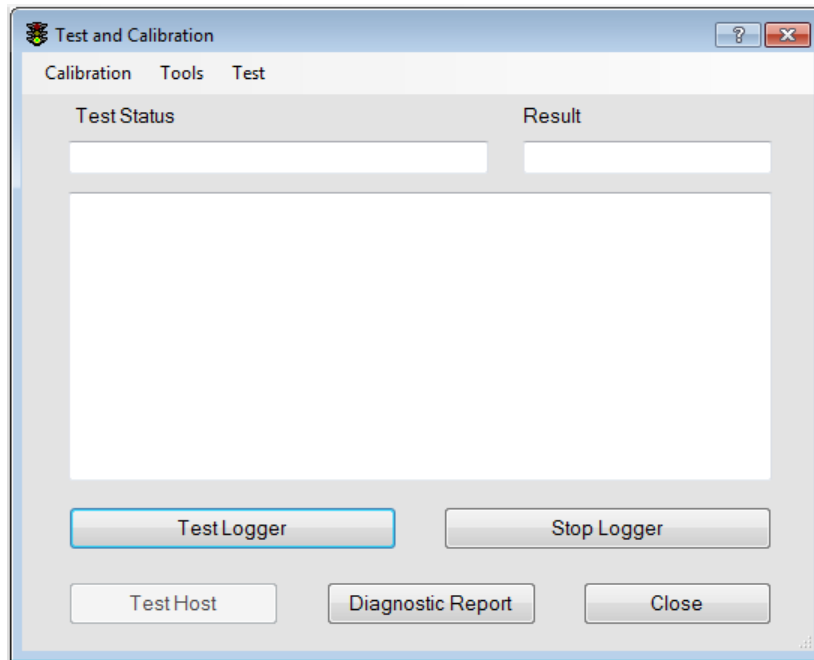 Test and Calibration
?
Calibration Tools Test
Test Status Result
Test Logger Stop Logger
Test Host Diagnostic Report Close